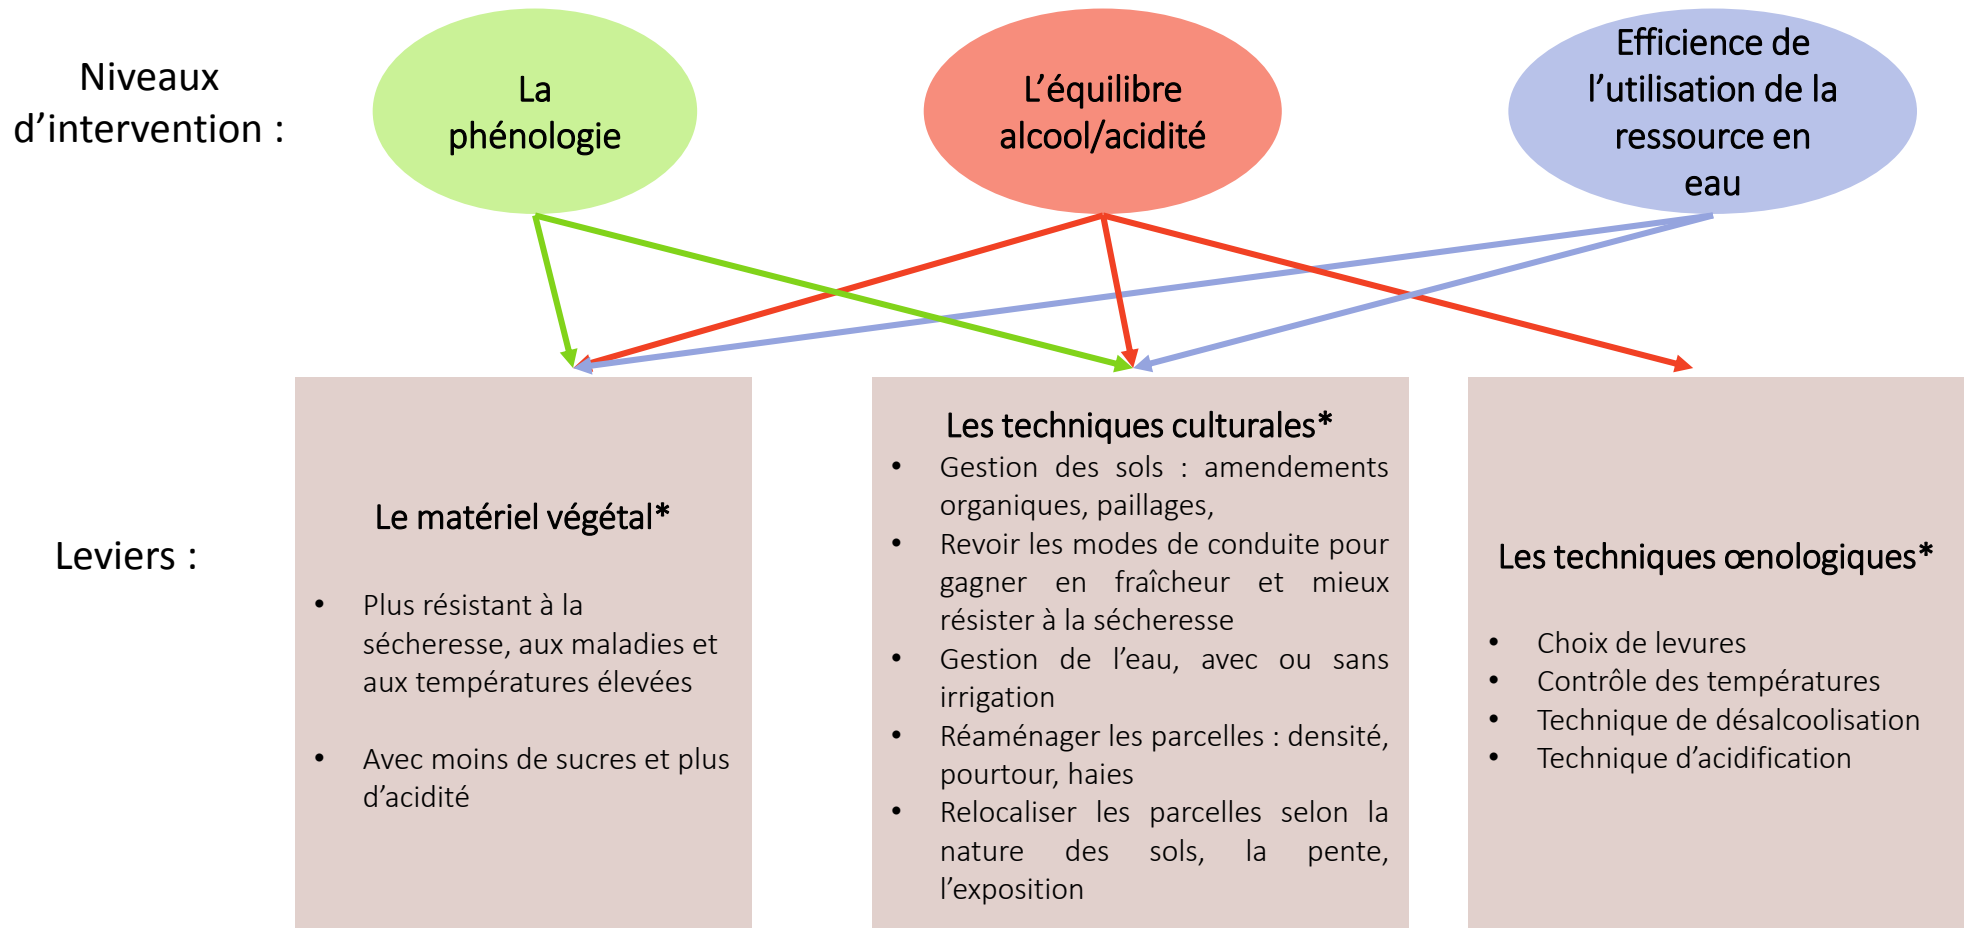 Niveaux
d’intervention :
La
phénologie
L’équilibre
alcool/acidité
Efficience de
l’utilisation de la
ressource en
eau
Leviers :
Le matériel végétal*
• Plus résistant à la
sécheresse, aux maladies et
aux températures élevées
• Avec moins de sucres et plus
d’acidité
Les techniques culturales*
• Gestion des sols : amendements
organiques, paillages,
• Revoir les modes de conduite pour
gagner en fraîcheur et mieux
résister à la sécheresse
• Gestion de l’eau, avec ou sans
irrigation
• Réaménager les parcelles : densité,
pourtour, haies
• Relocaliser les parcelles selon la
nature des sols, la pente,
l’exposition
Les techniques œnologiques*
• Choix de levures
• Contrôle des températures
• Technique de désalcoolisation
• Technique d’acidification